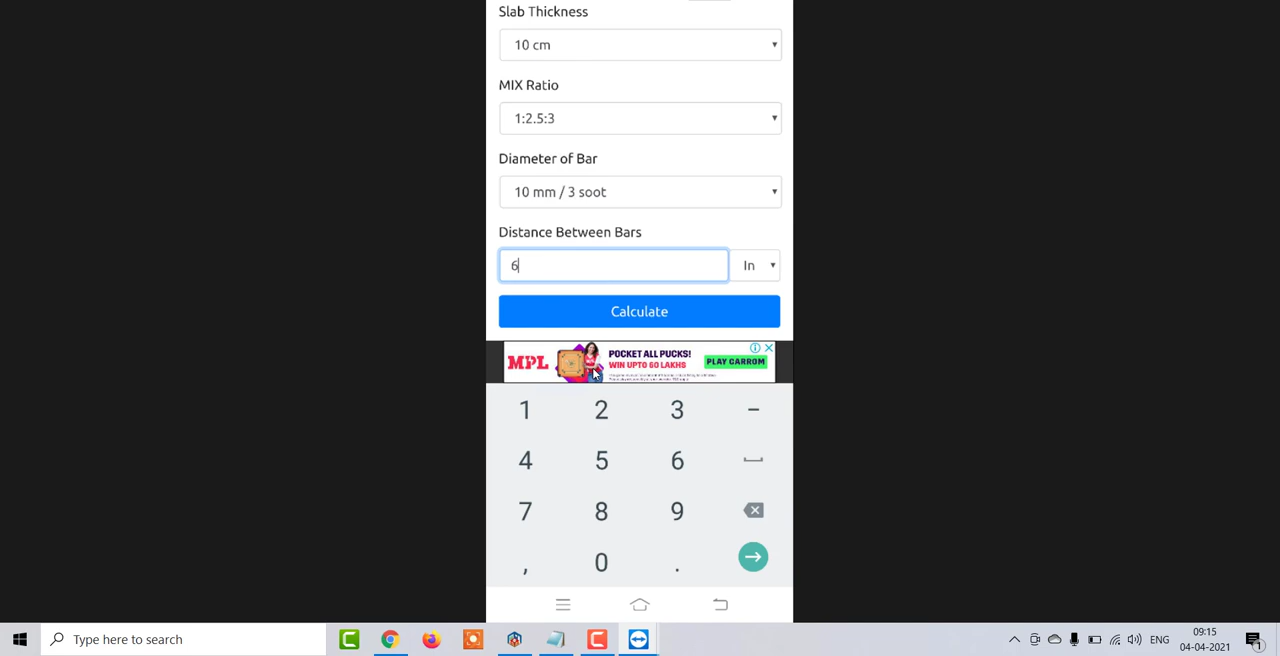 Slab Thickness
10 cm
MIX Ratio
1:2.5:3
Diameter of Bar
10 mm / 3 soot
Distance Between Bars
6
In
Calculate
MPL
POCKET ALL PUCKS!
WIN UPTO 60 LAKHS
PLAY CARROM
1 2 3 -
4 5 6
7 8 9
, 0 .
Type here to search
ENG
09:15
04-04-2021
1